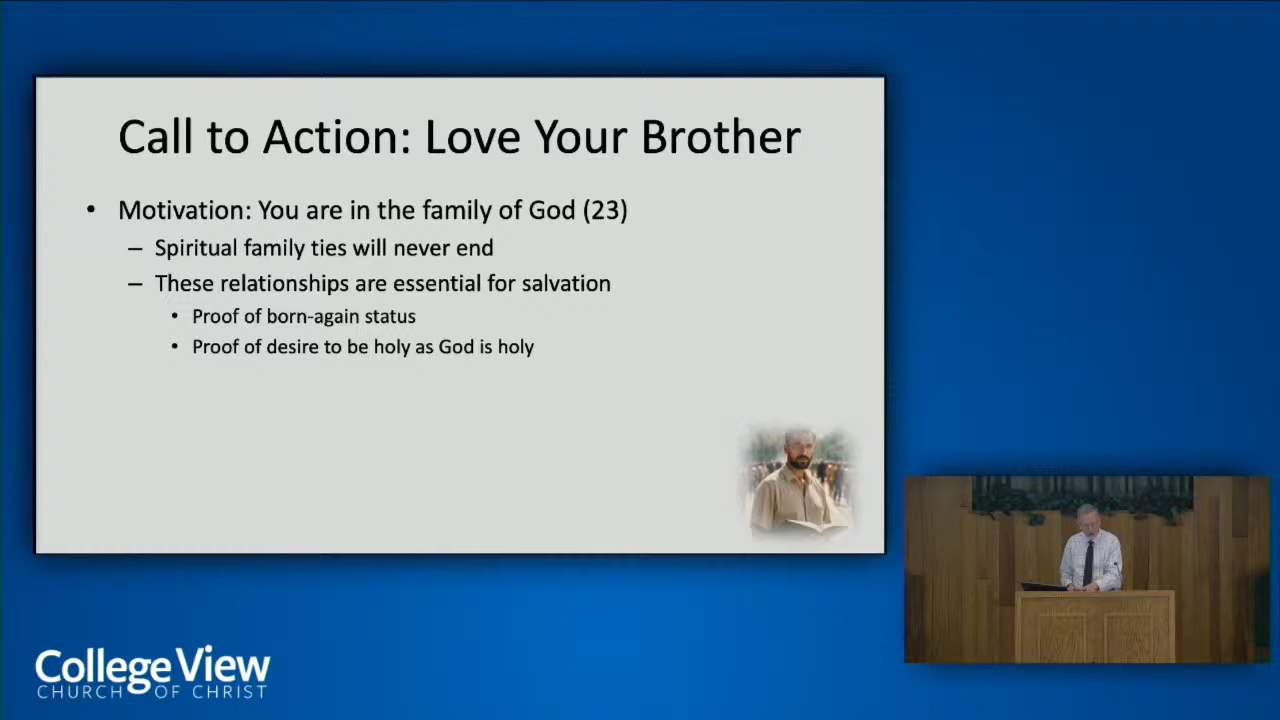 Call to Action: Love Your Brother
• Motivation: You are in the family of God (23)
– Spiritual family ties will never end
– These relationships are essential for salvation
• Proof of born-again status
• Proof of desire to be holy as God is holy
College View
CHURCH OF CHRIST